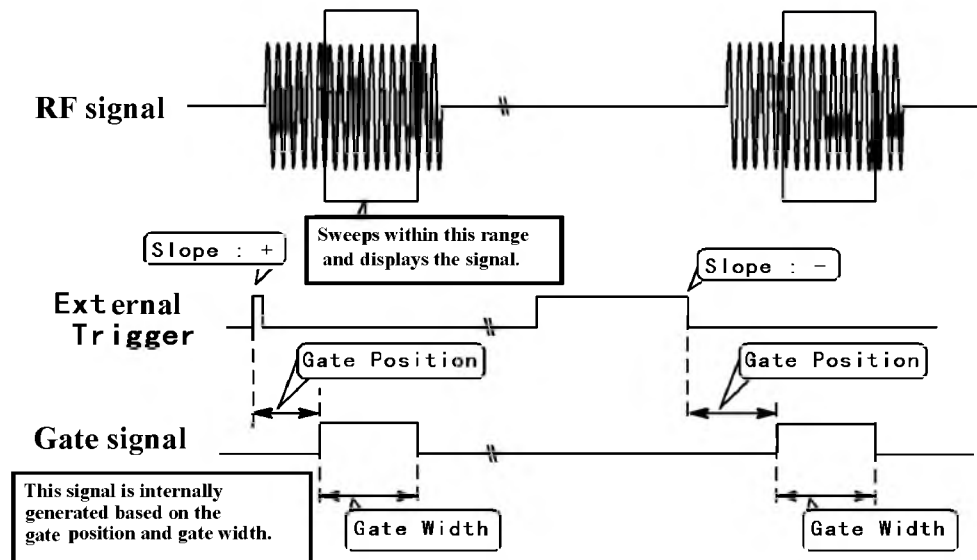 RF signal
Sweeps within this range
and displays the signal.
Slope : +
Slope : -
External
Trigger
Gate Position
Gate Position
Gate signal
This signal is internally
generated based on the
gate position and gate width.
Gate Width
Gate Width